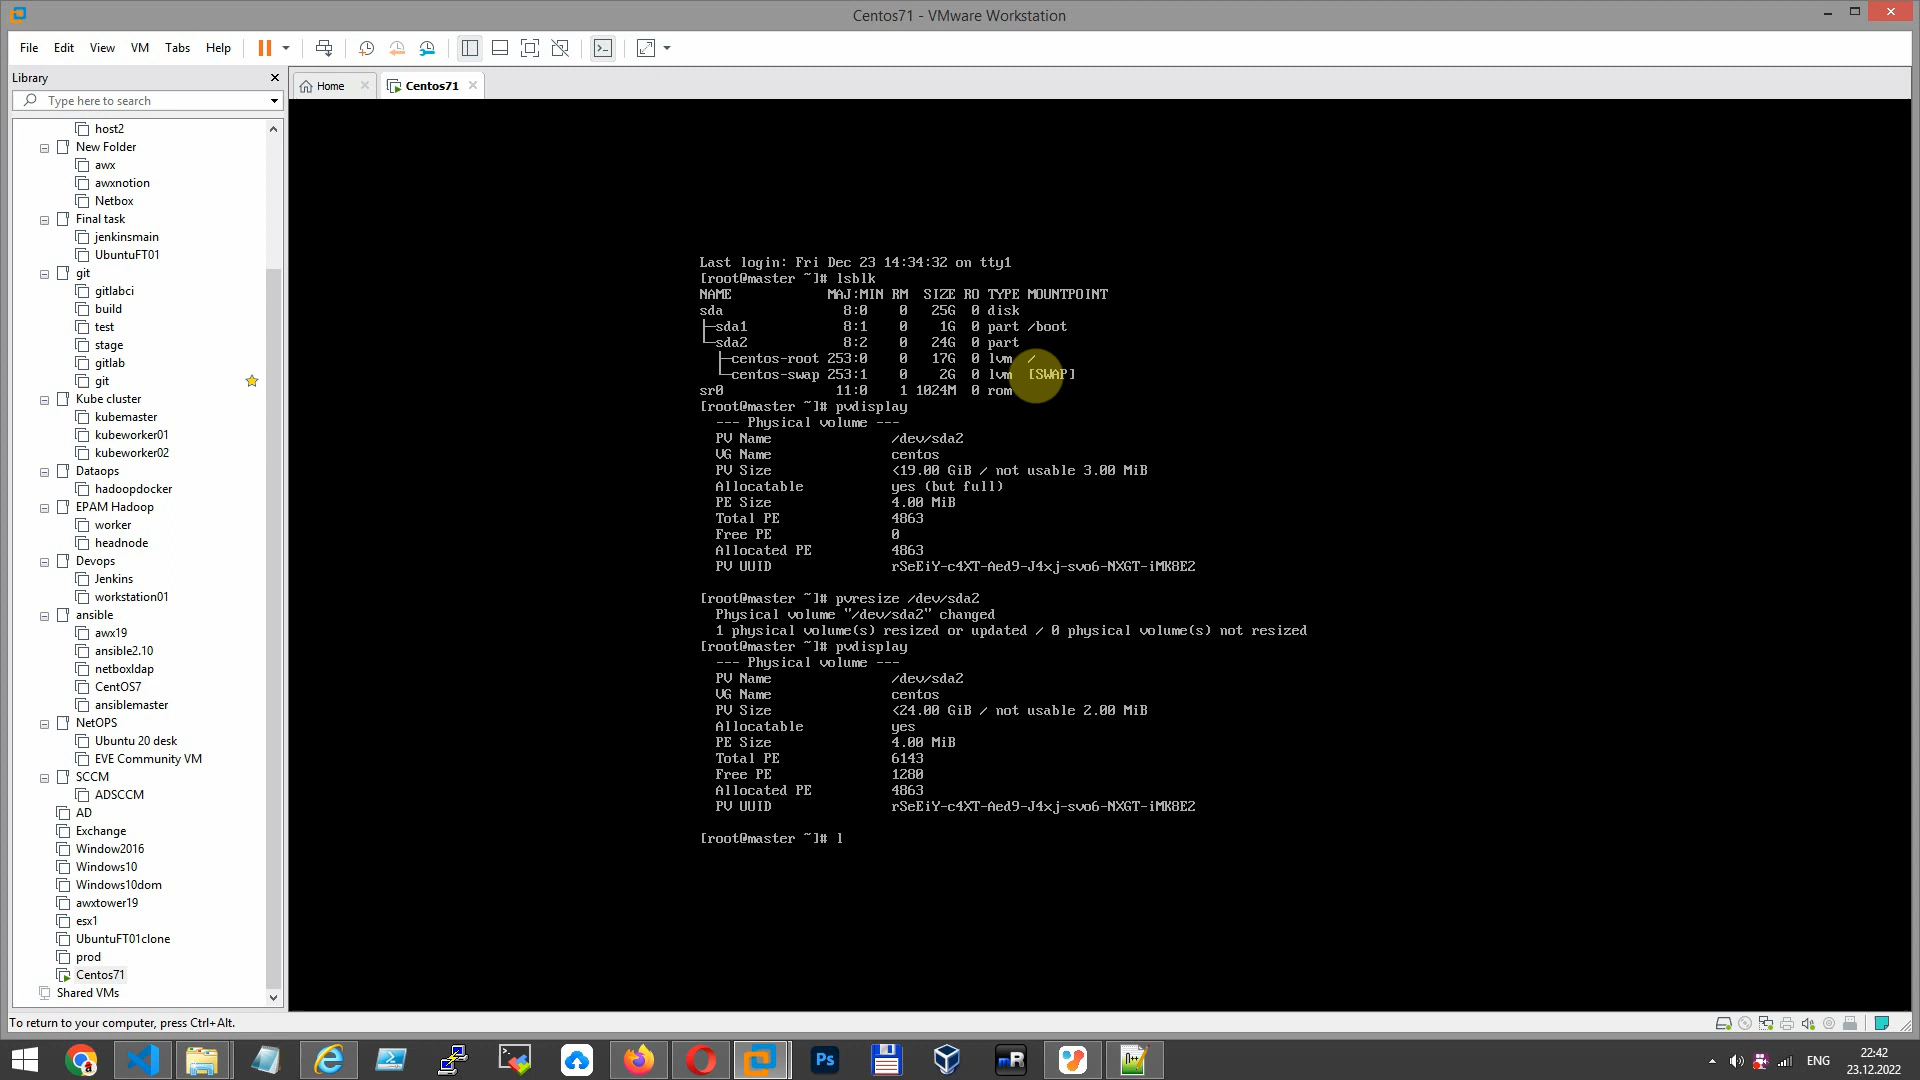 Centos71 - VMware Workstation
File Edit View VM Tabs Help
Library
Type here to search
host2
New Folder
awx
awxnotion
Netbox
Final task
jenkinsmain
UbuntuFT01
git
gitlabci
build
test
stage
gitlab
git
Kube cluster
kubemaster
kubeworker01
kubeworker02
Dataops
hadoopdocker
EPAM Hadoop
worker
headnode
Devops
Jenkins
workstation01
ansible
awx19
ansible2.10
netboxldap
CentOS7
ansiblemaster
NetOPS
Ubuntu 20 desk
EVE Community VM
SCCM
ADSCCM
AD
Exchange
Window2016
Windows10
Windows10dom
awxtower19
esx1
UbuntuFT01clone
prod
Centos71
Shared VMs
Home Centos71
Last login: Fri Dec 23 14:34:32 on tty1
[root@master ~]# lsblk
NAME MAJ:MIN RM SIZE RO TYPE MOUNTPOINT
sda 8:0 0 25G 0 disk
├─sda1 8:1 0 1G 0 part /boot
└─sda2 8:2 0 24G 0 part
├─centos-root 253:0 0 17G 0 lvm /
└─centos-swap 253:1 0 2G 0 lvm [SWAP]
sr0 11:0 1 1024M 0 rom
[root@master ~]# pvdisplay
--- Physical volume ---
PV Name /dev/sda2
VG Name centos
PV Size <19.00 GiB / not usable 3.00 MiB
Allocatable yes (but full)
PE Size 4.00 MiB
Total PE 4863
Free PE 0
Allocated PE 4863
PV UUID rSeEiY-c4XT-Aed9-J4xj-svo6-NXGT-iMK8E2
[root@master ~]# pvresize /dev/sda2
Physical volume "/dev/sda2" changed
1 physical volume(s) resized or updated / 0 physical volume(s) not resized
[root@master ~]# pvdisplay
--- Physical volume ---
PV Name /dev/sda2
VG Name centos
PV Size <24.00 GiB / not usable 2.00 MiB
Allocatable yes
PE Size 4.00 MiB
Total PE 6143
Free PE 1280
Allocated PE 4863
PV UUID rSeEiY-c4XT-Aed9-J4xj-svo6-NXGT-iMK8E2
[root@master ~]# l
To return to your computer, press Ctrl+Alt.
Ps
mR
ENG
22:42
23.12.2022